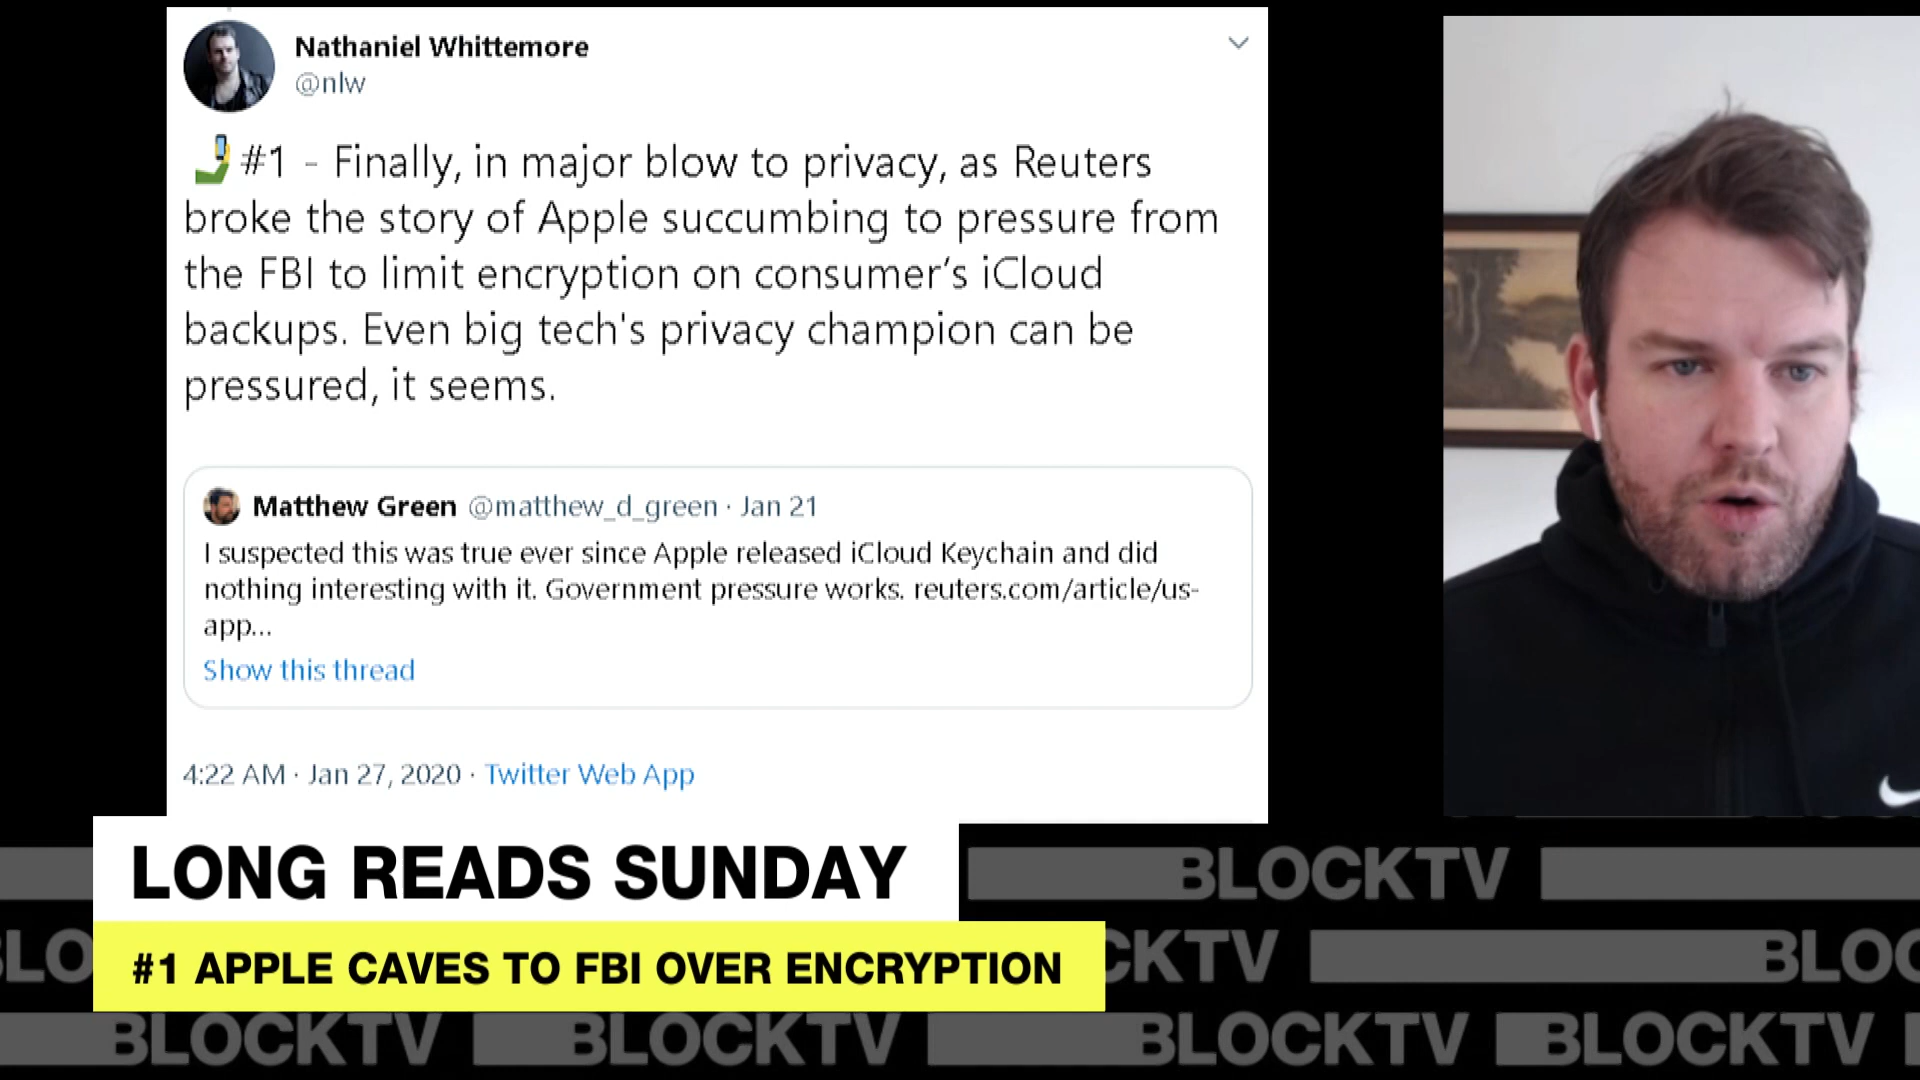 Nathaniel Whittemore
@nlw
#1 - Finally, in major blow to privacy, as Reuters
broke the story of Apple succumbing to pressure from
the FBI to limit encryption on consumer’s iCloud
backups. Even big tech's privacy champion can be
pressured, it seems.
Matthew Green @matthew_d_green · Jan 21
I suspected this was true ever since Apple released iCloud Keychain and did
nothing interesting with it. Government pressure works. reuters.com/article/us-
app...
Show this thread
4:22 AM · Jan 27, 2020 · Twitter Web App
LONG READS SUNDAY
#1 APPLE CAVES TO FBI OVER ENCRYPTION
BLOCKTV
BLO CKTV BLOC
BLOCKTV BLOCKTV BLOCKTV BLOCKTV